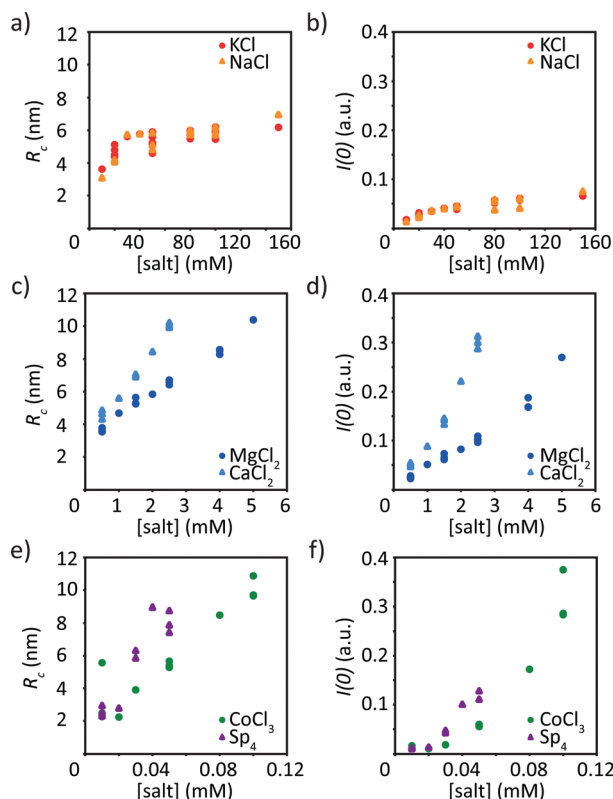 a)
12
10
8
6
4
2
R_c (nm)
KCl
NaCl
0 40 80 120 160
[salt] (mM)
b)
0.4
0.3
0.2
0.1
I(0) (a.u.)
KCl
NaCl
0 40 80 120 160
[salt] (mM)
c)
12
10
8
6
4
2
R_c (nm)
MgCl₂
CaCl₂
0 1 2 3 4 5 6
[salt] (mM)
d)
0.4
0.3
0.2
0.1
I(0) (a.u.)
MgCl₂
CaCl₂
0 1 2 3 4 5 6
[salt] (mM)
e)
12
10
8
6
4
2
R_c (nm)
CoCl₃
Sp₄
0 0.04 0.08 0.12
[salt] (mM)
f)
0.4
0.3
0.2
0.1
I(0) (a.u.)
CoCl₃
Sp₄
0 0.04 0.08 0.12
[salt] (mM)